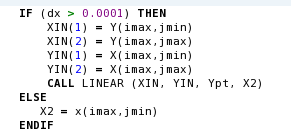 IF (dx > 0.0001) THEN
XIN(1) = Y(imax,jmin)
XIN(2) = Y(imax,jmax)
YIN(1) = X(imax,jmin)
YIN(2) = X(imax,jmax)
CALL LINEAR (XIN, YIN, Ypt, X2)
ELSE
X2 = x(imax,jmin)
ENDIF